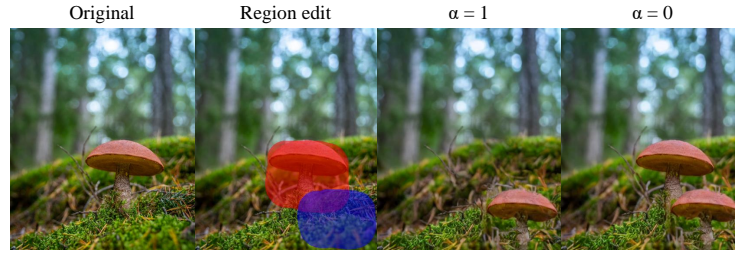 Original Region edit α = 1 α = 0